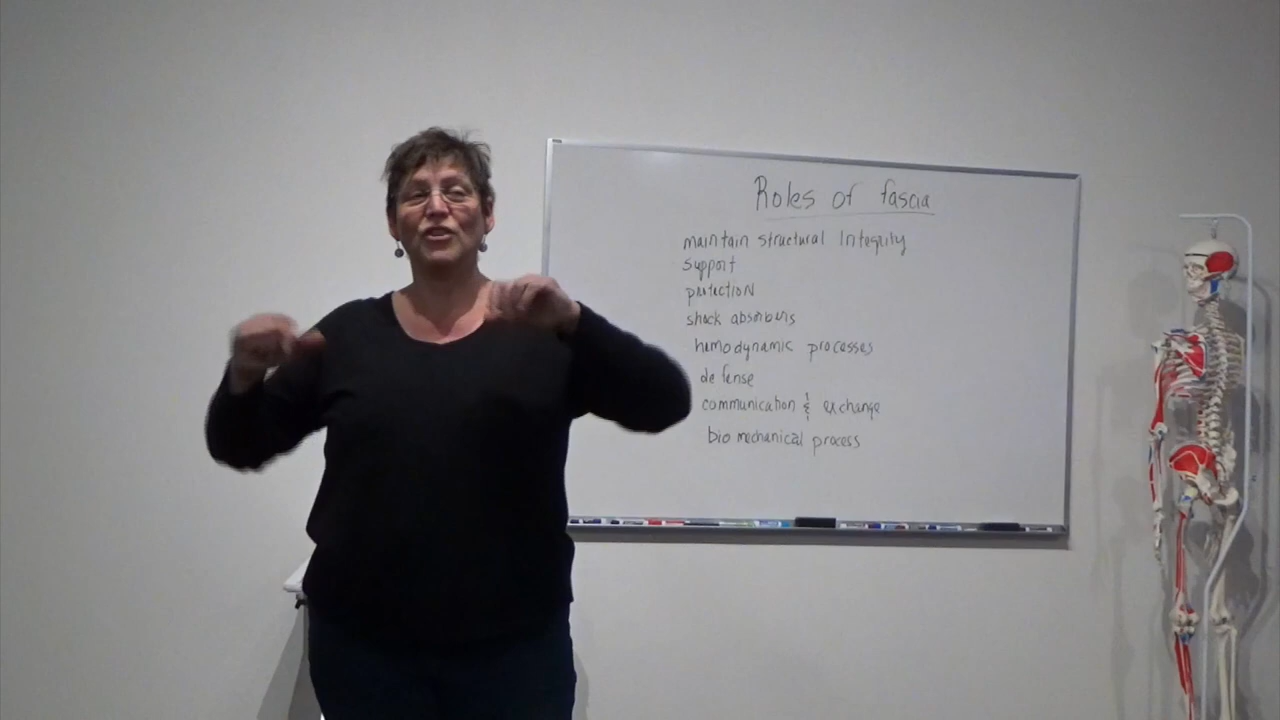 Roles of fascia
maintain structural Integrity
support
protection
shock absorbers
hemodynamic processes
defense
communication & exchange
bio mechanical process